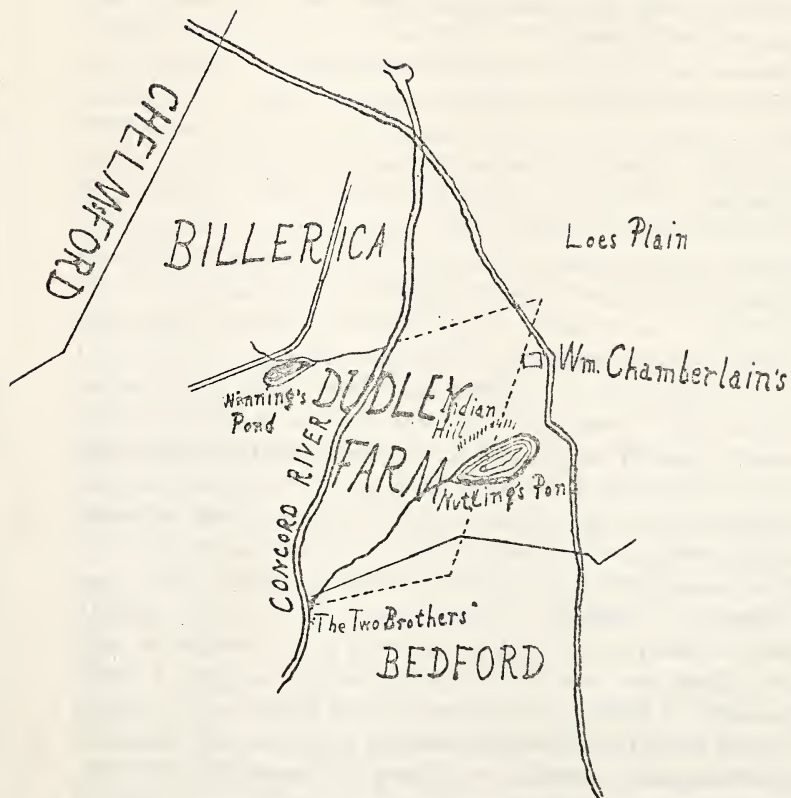 CHELMSFORD
BILLERICA
Loes Plain
Wm. Chamberlain's
Winning's
Pond
DUDLEY
FARM
Indian
Hill
Nutting's Pon
CONCORD RIVER
"The Two Brothers"
BEDFORD